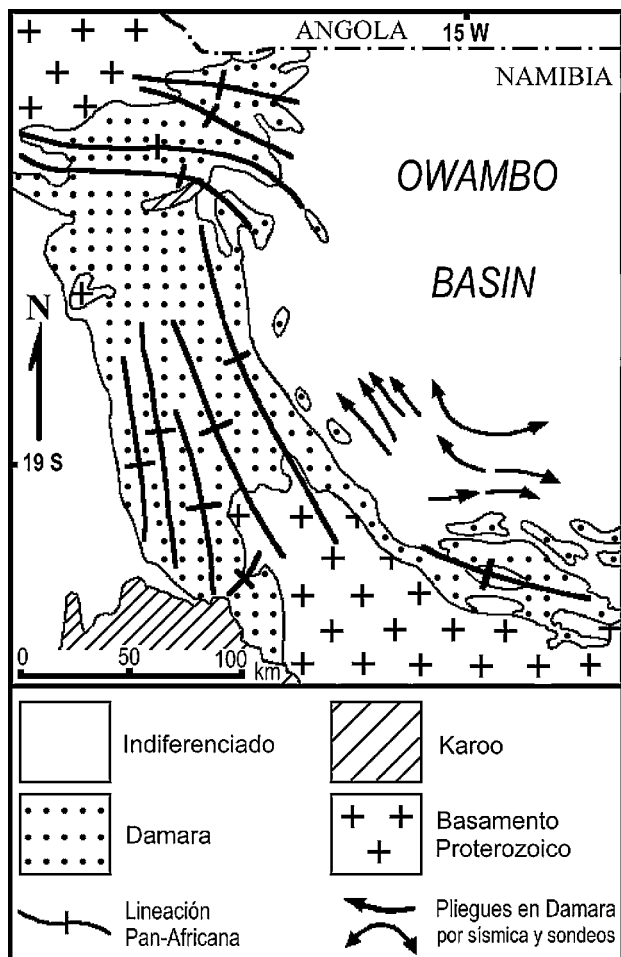 ANGOLA
15 W
NAMIBIA
OWAMBO
BASIN
N
19 S
0
50
100
km
Indiferenciado
Karoo
Damara
Basamento
Proterozoico
Lineación
Pan-Africana
Pliegues en Damara
por sísmica y sondeos